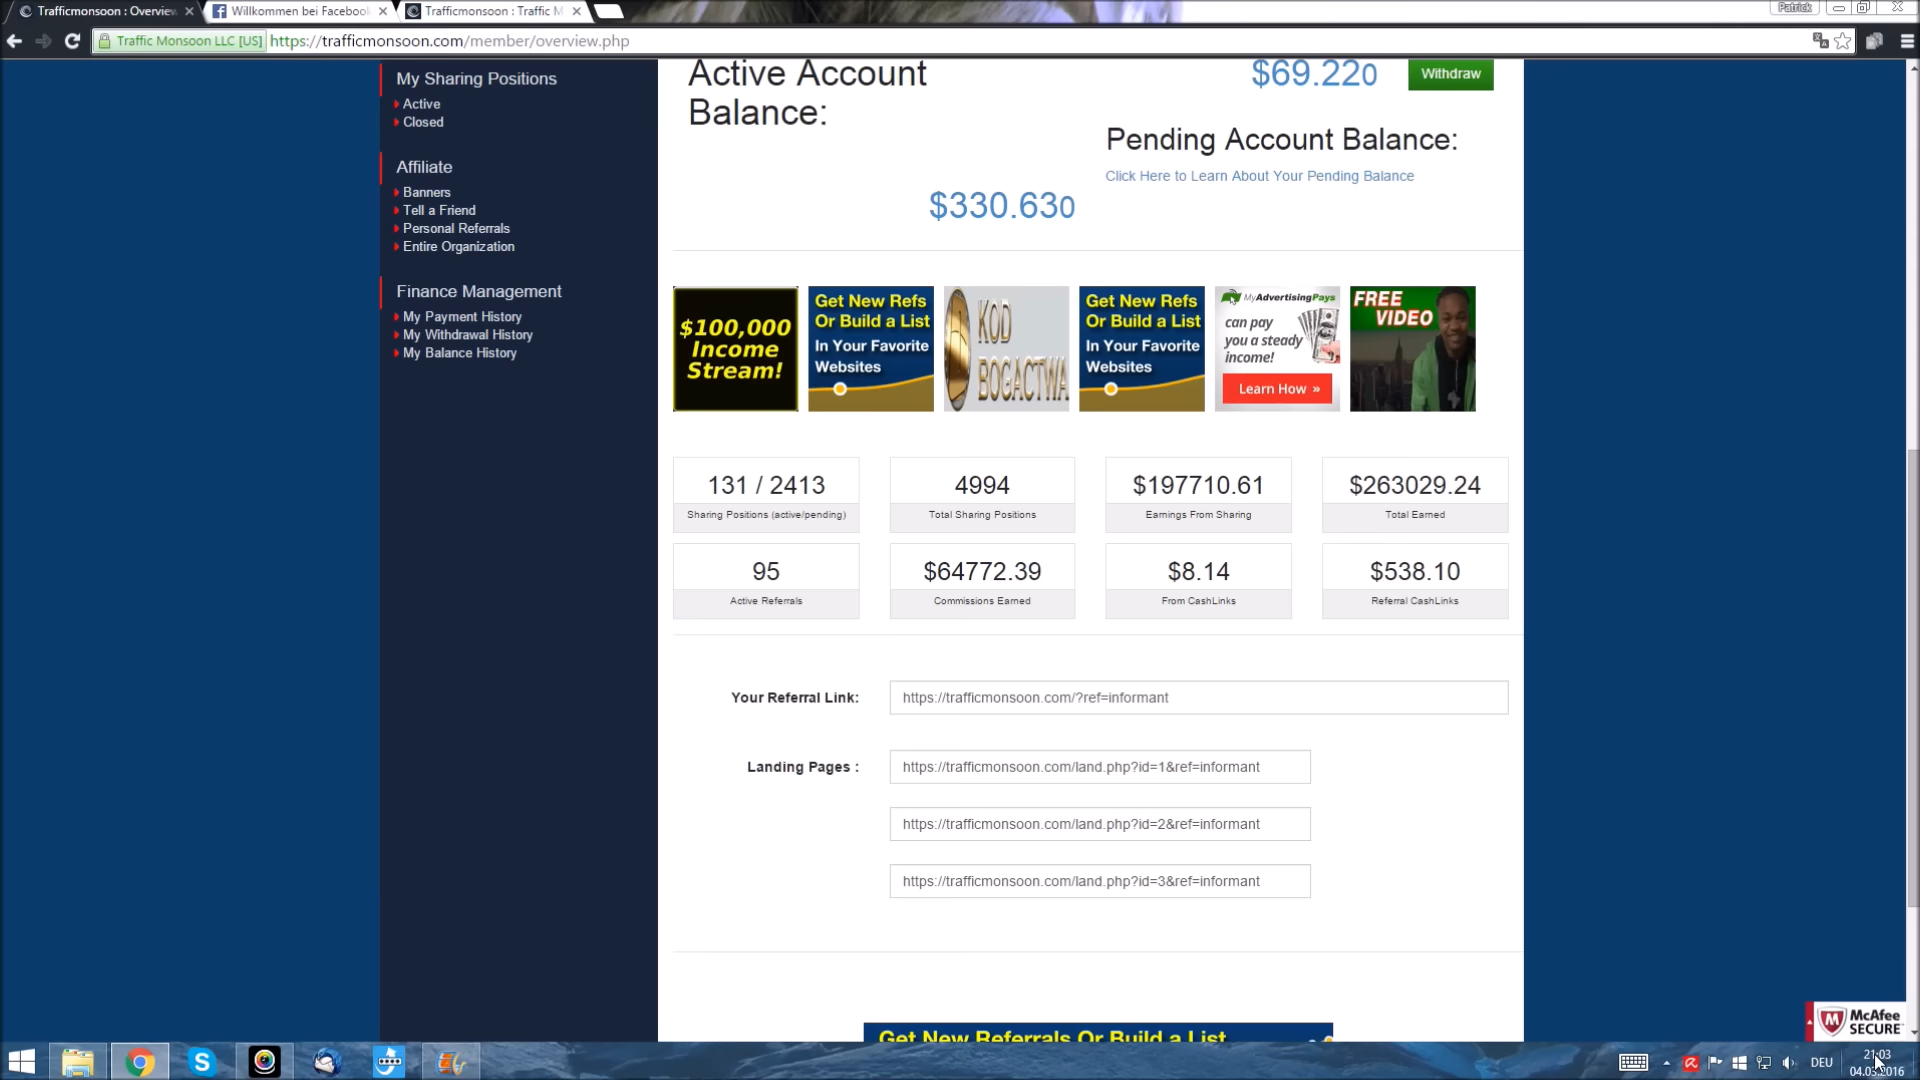 Trafficmonsoon : Overview
Willkommen bei Facebook
Trafficmonsoon : Traffic M
Patrick
Traffic Monsoon LLC [US]
https://trafficmonsoon.com/member/overview.php
My Sharing Positions
Active
Closed
Affiliate
Banners
Tell a Friend
Personal Referrals
Entire Organization
Finance Management
My Payment History
My Withdrawal History
My Balance History
Active Account
Balance:
$330.630
$69.220
Withdraw
Pending Account Balance:
Click Here to Learn About Your Pending Balance
$100,000
Income
Stream!
Get New Refs
Or Build a List
In Your Favorite
Websites
KOD
BOGACTWA
Get New Refs
Or Build a List
In Your Favorite
Websites
MyAdvertisingPays
can pay
you a steady
income!
Learn How »
FREE
VIDEO
131 / 2413
Sharing Positions (active/pending)
4994
Total Sharing Positions
$197710.61
Earnings From Sharing
$263029.24
Total Earned
95
Active Referrals
$64772.39
Commissions Earned
$8.14
From CashLinks
$538.10
Referral CashLinks
Your Referral Link:
https://trafficmonsoon.com/?ref=informant
Landing Pages :
https://trafficmonsoon.com/land.php?id=1&ref=informant
https://trafficmonsoon.com/land.php?id=2&ref=informant
https://trafficmonsoon.com/land.php?id=3&ref=informant
Get New Referrals Or Build a List
McAfee
SECURE
DEU
21:03
04.03.2016